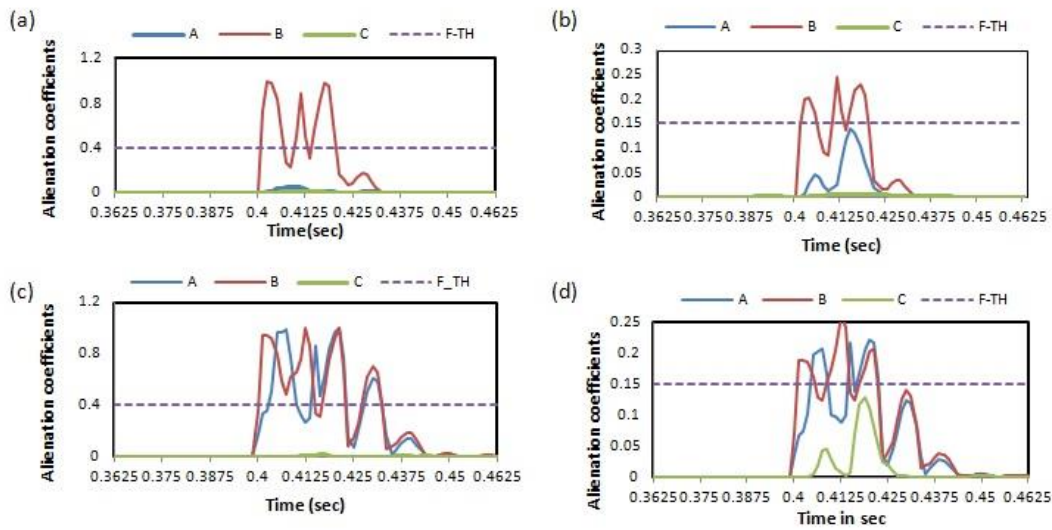 (a)
A B C F-TH
Alienation coefficients
1.2
0.8
0.4
0
0.3625 0.3775 0.3875 0.4 0.4125 0.425 0.4375 0.45 0.4625
Time(sec)
(b)
A B C F-TH
Alienation coefficients
0.3
0.25
0.2
0.15
0.1
0.05
0
0.3625 0.3775 0.3875 0.4 0.4125 0.4285 0.4375 0.45 0.4625
Time (sec)
(c)
A B C F_TH
Alienation coefficients
1.2
0.8
0.4
0
0.3625 0.3775 0.3875 0.4 0.4125 0.425 0.4375 0.45 0.4625
Time (sec)
(d)
A B C F-TH
Alienation coefficients
0.25
0.2
0.15
0.1
0.05
0
0.3625 0.3775 0.3875 0.4 0.4125 0.425 0.4375 0.45 0.4625
Time in sec